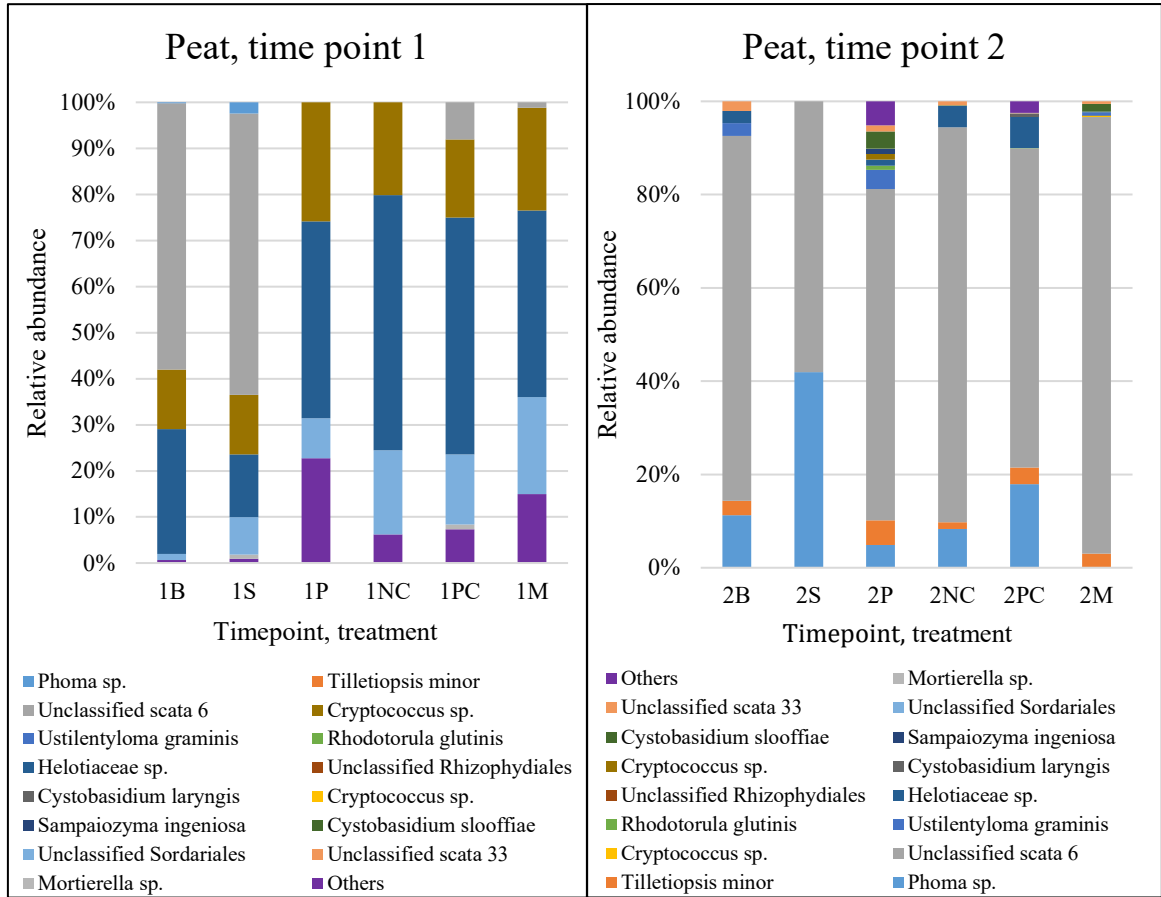 Peat, time point 1
100%
90%
80%
70%
60%
50%
40%
30%
20%
10%
0%
Relative abundance
1B 1S 1P 1NC 1PC 1M
Timepoint, treatment
Phoma sp. Tilletiopsis minor
Unclassified scata 6 Cryptococcus sp.
Ustilentyloma graminis Rhodotorula glutinis
Helotiaceae sp. Unclassified Rhizophydiales
Cystobasidium laryngis Cryptococcus sp.
Sampaiozyma ingeniosa Cystobasidium slooffiae
Unclassified Sordariales Unclassified scata 33
Mortierella sp. Others
Peat, time point 2
100%
80%
60%
40%
20%
0%
Relative abundance
2B 2S 2P 2NC 2PC 2M
Timepoint, treatment
Others Mortierella sp.
Unclassified scata 33 Unclassified Sordariales
Cystobasidium slooffiae Sampaiozyma ingeniosa
Cryptococcus sp. Cystobasidium laryngis
Unclassified Rhizophydiales Helotiaceae sp.
Rhodotorula glutinis Ustilentyloma graminis
Cryptococcus sp. Unclassified scata 6
Tilletiopsis minor Phoma sp.